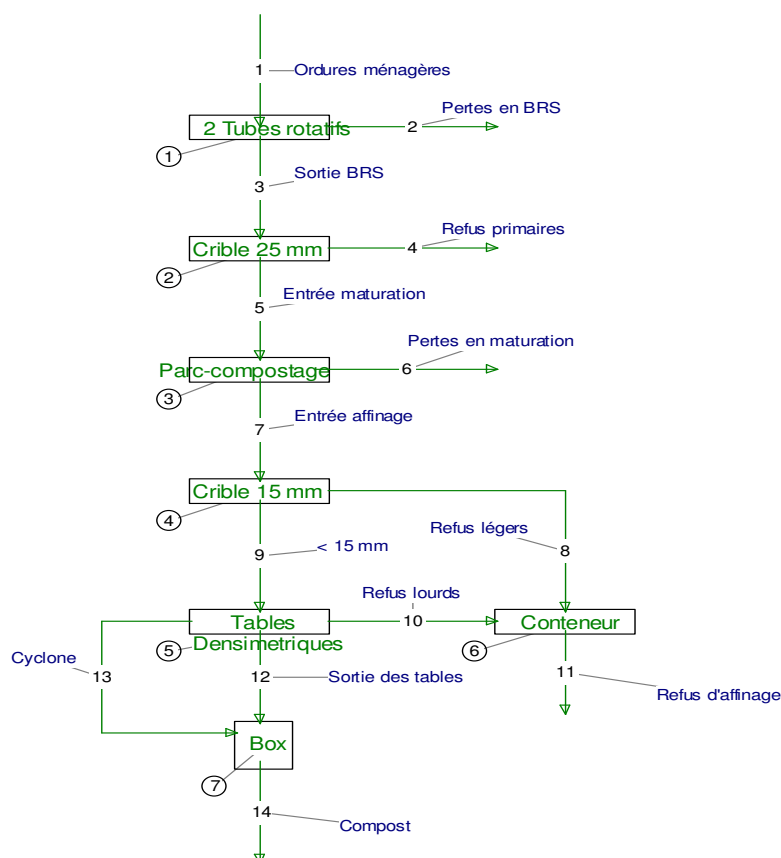 1 Ordures ménagères
2 Tubes rotatifs
2
Pertes en BRS
1
3
Sortie BRS
Crible 25 mm
4
Refus primaires
2
5
Entrée maturation
Parc-compostage
6
Pertes en maturation
3
7
Entrée affinage
Crible 15 mm
4
9
< 15 mm
Refus légers
8
Refus lourds
10
Tables
Densimetriques
5
Conteneur
6
Cyclone
13
12
Sortie des tables
11
Refus d'affinage
Box
7
14
Compost